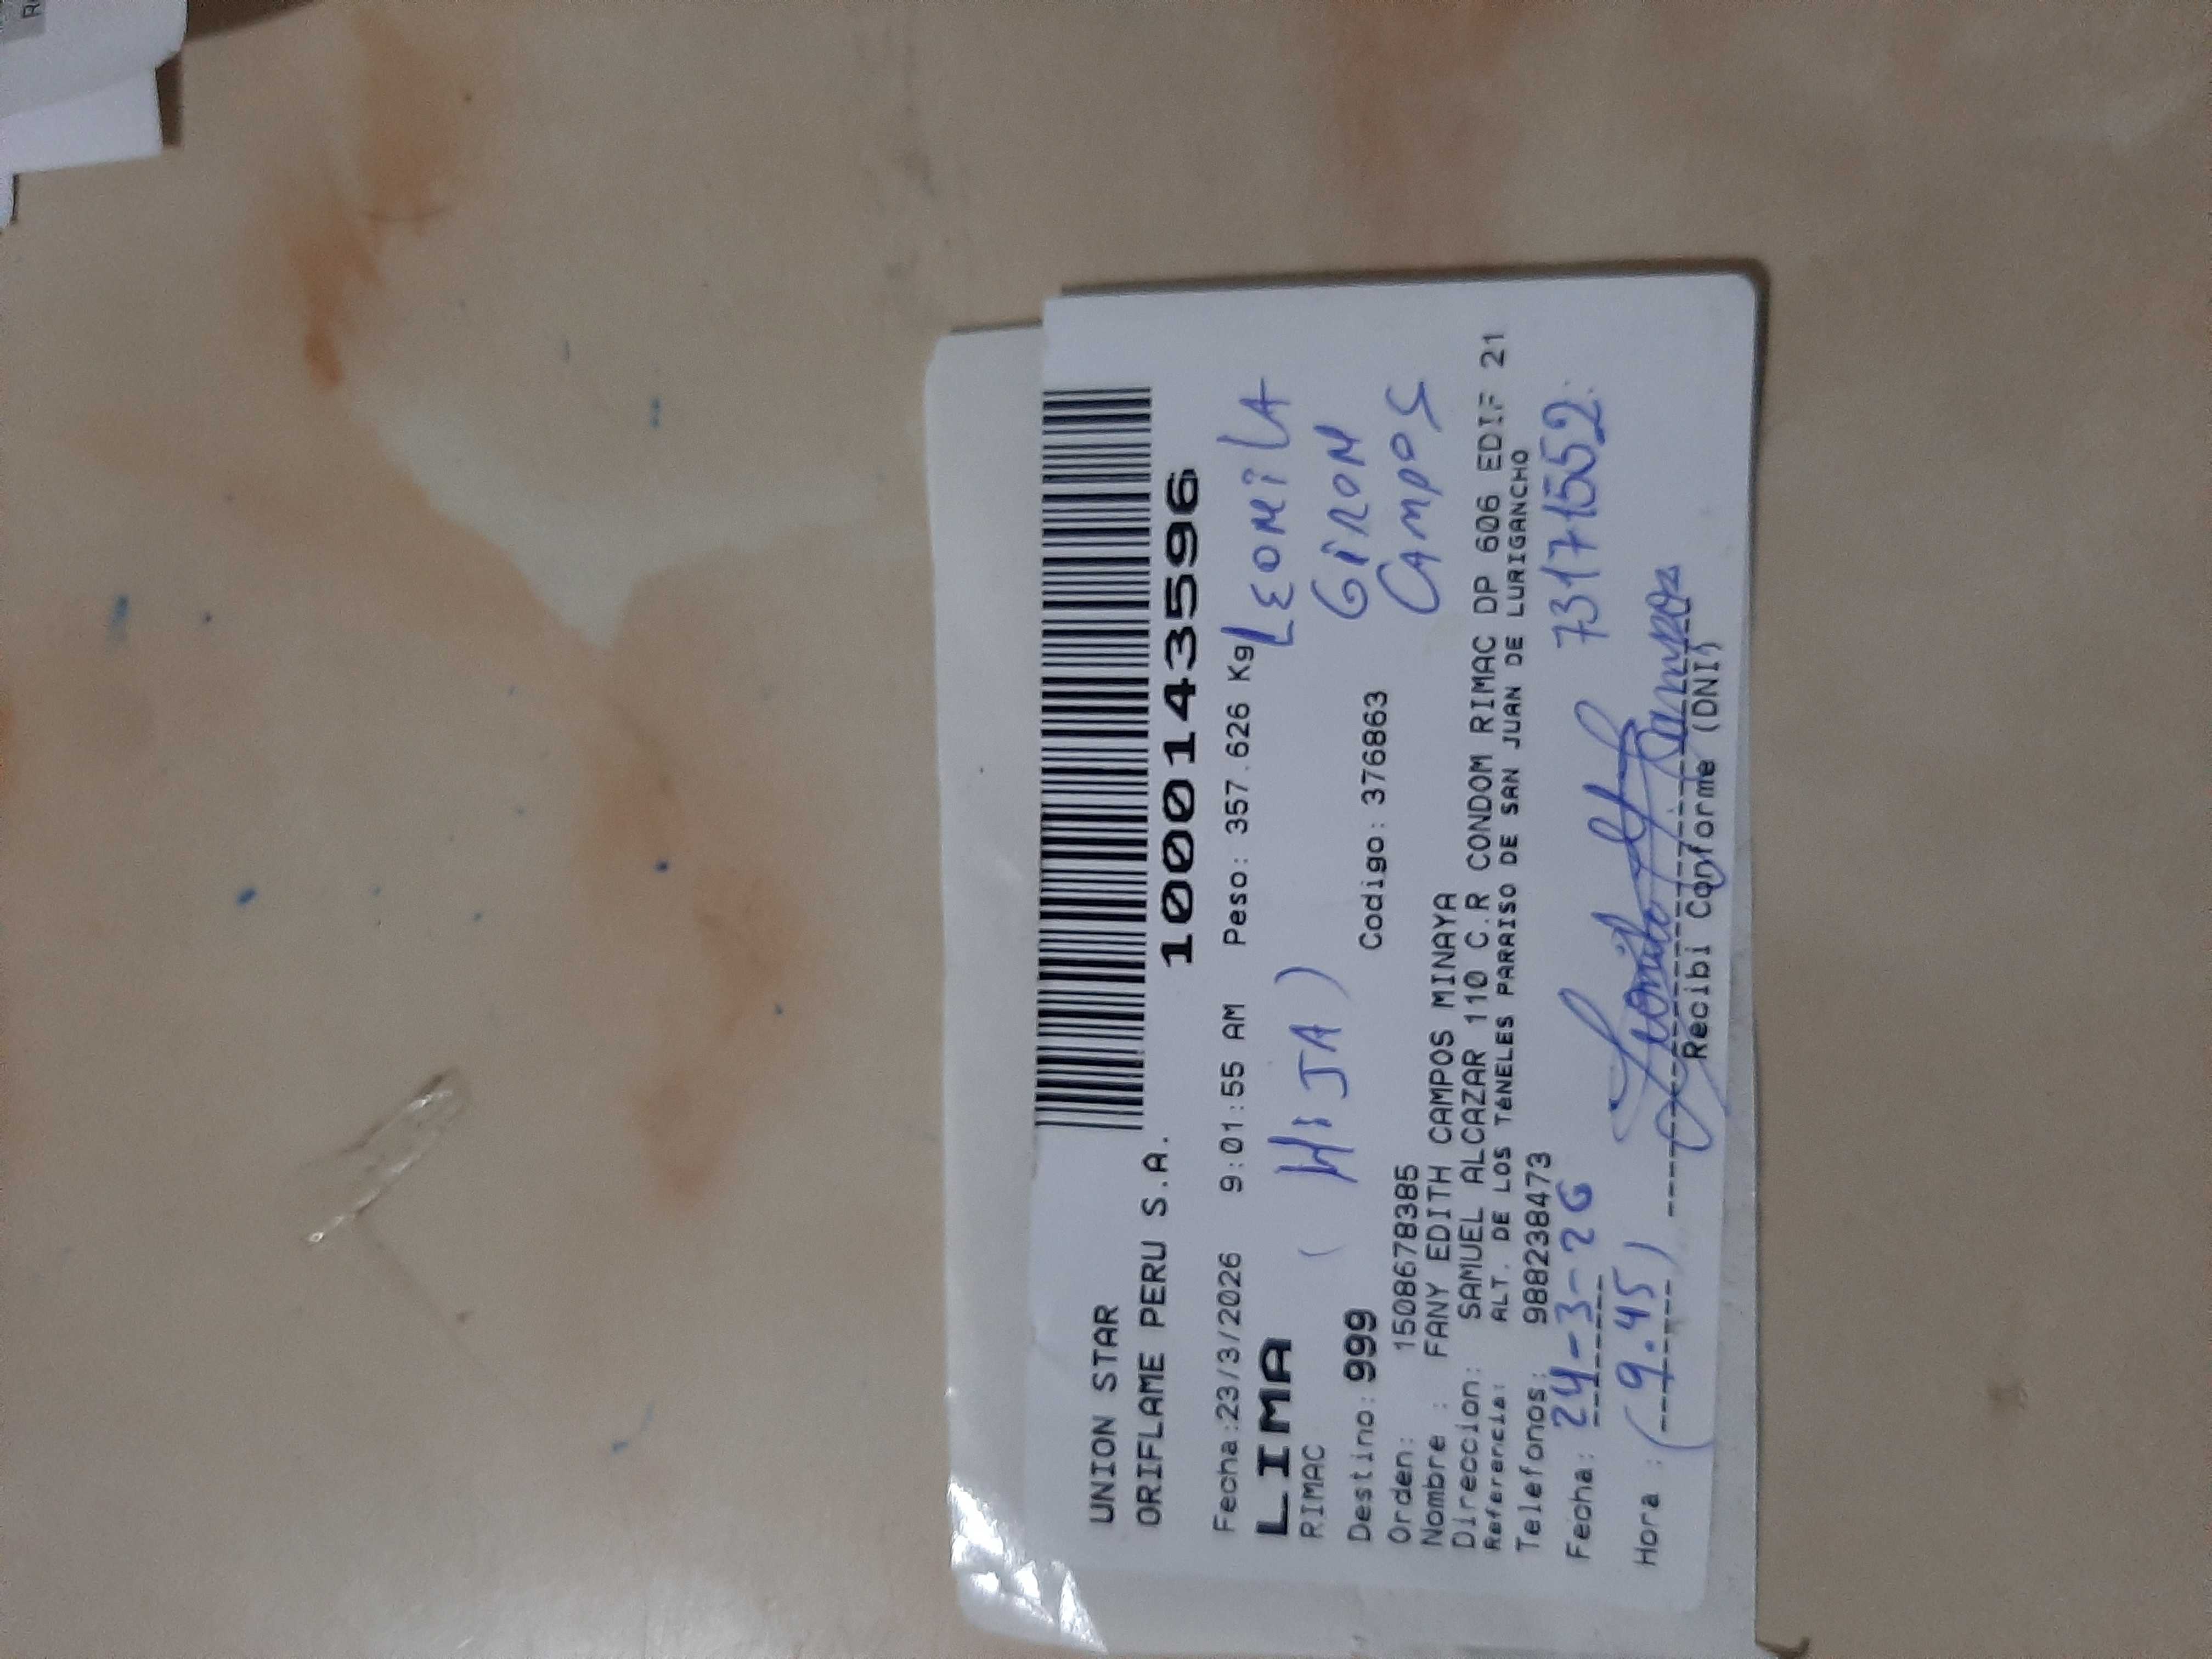 UNION STAR
ORIFLAME PERU S.A.
1000143596
Fecha:23/3/2026 9:01:55 AM Peso: 357.626 Kg
LIMA
RIMAC
(HIJA)
LEONILA
GIRON
CAMPOS
Destino: 999 Codigo: 376863
Orden: 1508678385
Nombre : FANY EDITH CAMPOS MINAYA
Direccion: SAMUEL ALCAZAR 110 C.R CONDOM RIMAC DP 606 EDIF 21
Referencia: ALT. DE LOS TéNELES PARAISO DE SAN JUAN DE LURIGANCHO
Telefonos: 988238473
Fecha: 24-3-26 73171552
Hora : (9.45)
Recibi Conforme (DNI)